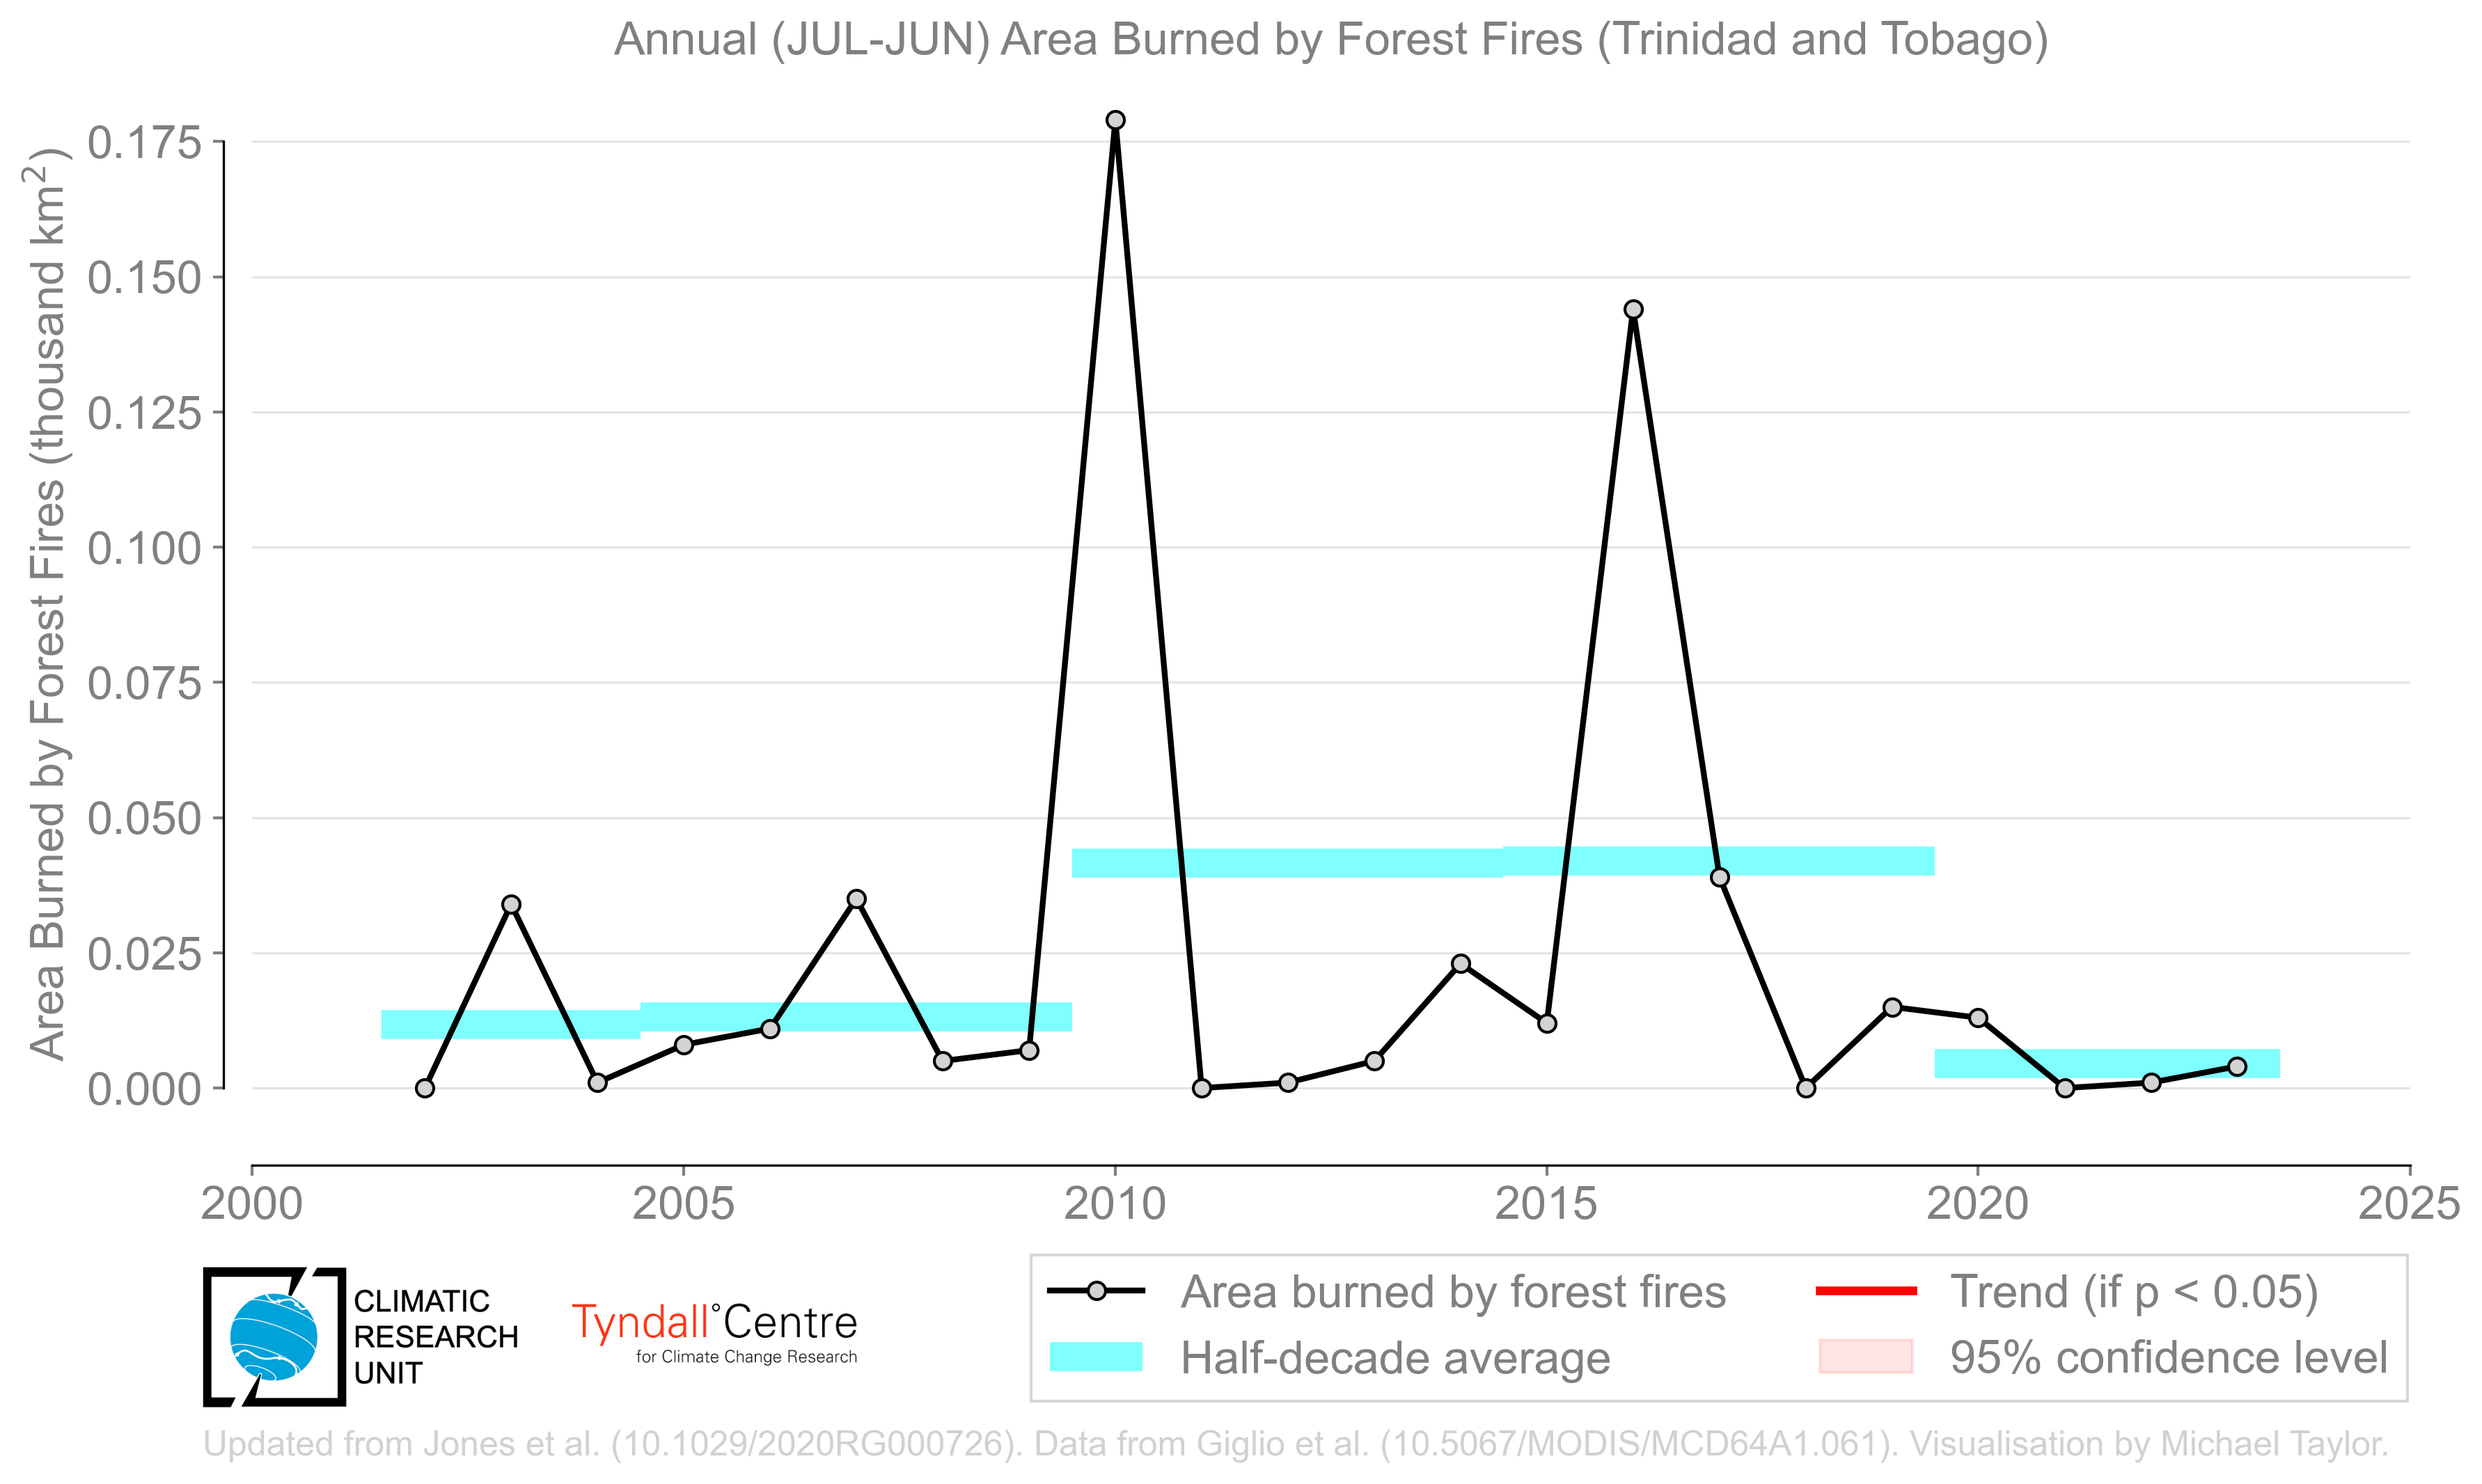 Annual (JUL-JUN) Area Burned by Forest Fires (Trinidad and Tobago)
Area Burned by Forest Fires (thousand km²)
0.175
0.150
0.125
0.100
0.075
0.050
0.025
0.000
2000 2005 2010 2015 2020 2025
CLIMATIC
RESEARCH
UNIT
Tyndall°Centre
for Climate Change Research
Area burned by forest fires
Half-decade average
Trend (if p < 0.05)
95% confidence level
Updated from Jones et al. (10.1029/2020RG000726). Data from Giglio et al. (10.5067/MODIS/MCD64A1.061). Visualisation by Michael Taylor.